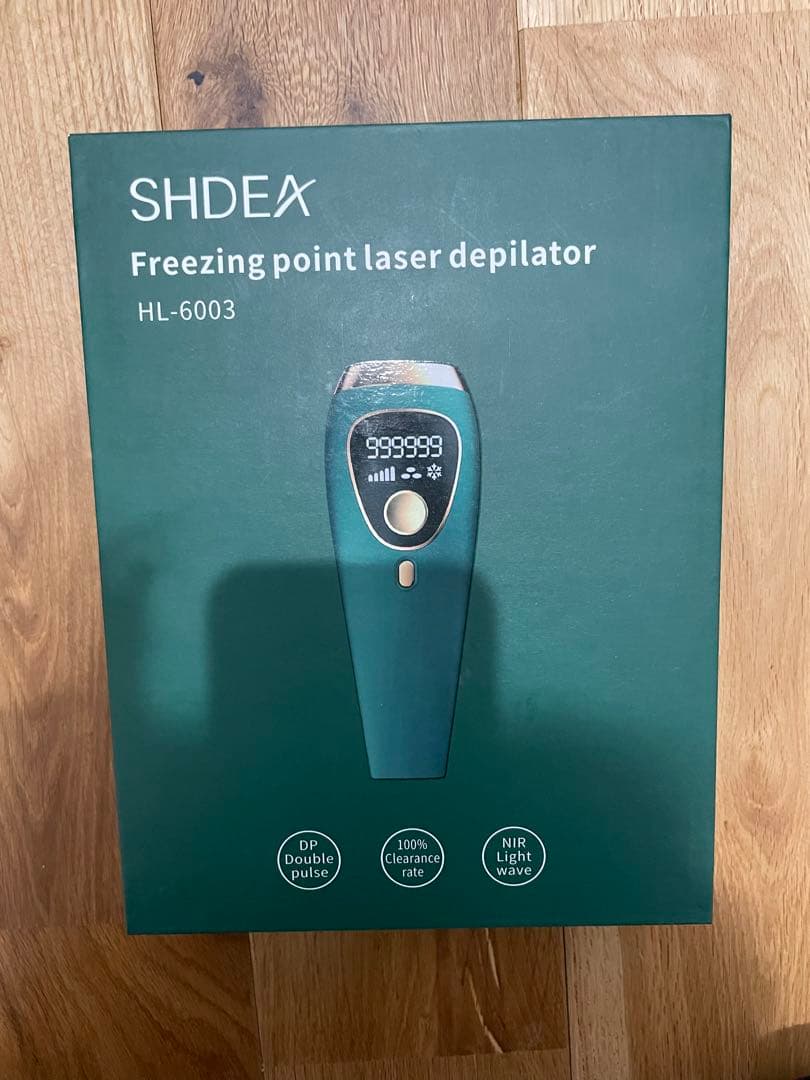 SHDEA
Freezing point laser depilator
HL-6003
999999
DP
Double
pulse
100%
Clearance
rate
NIR
Light
wave